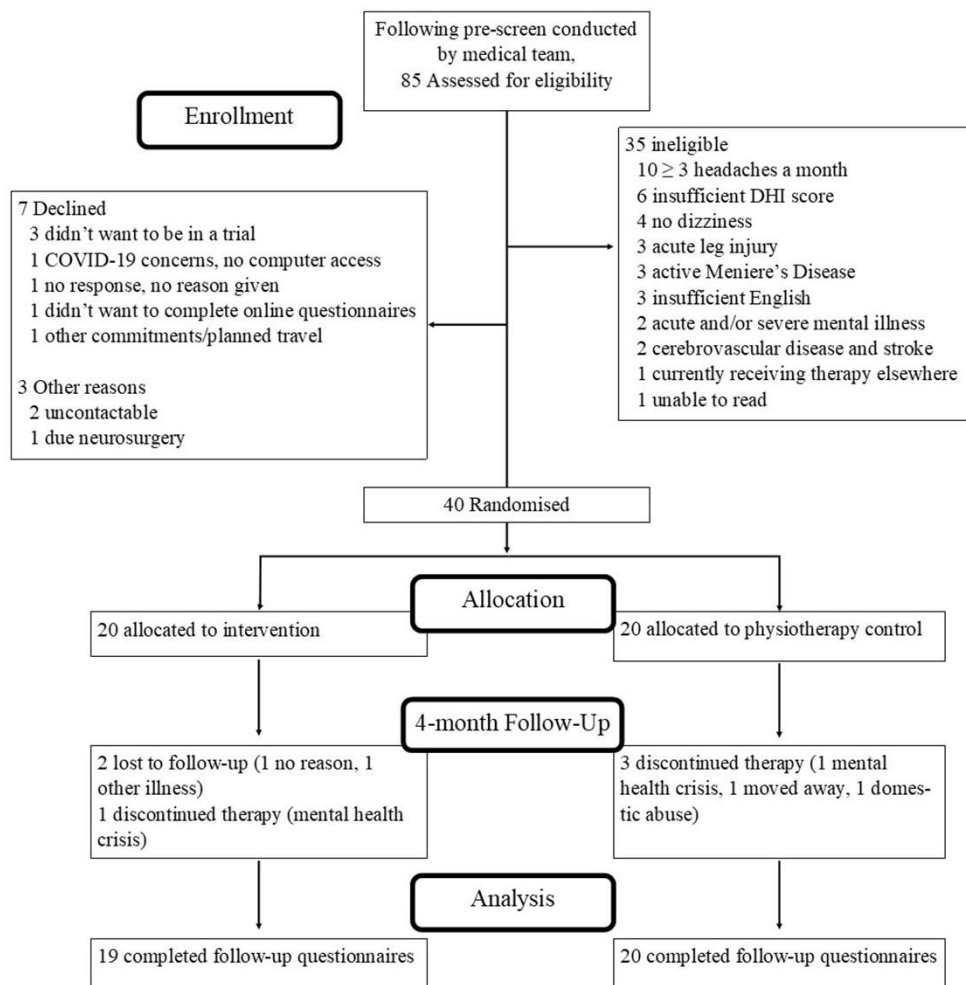 Following pre-screen conducted
by medical team,
85 Assessed for eligibility
Enrollment
35 ineligible
10 ≥ 3 headaches a month
6 insufficient DHI score
4 no dizziness
3 acute leg injury
3 active Meniere's Disease
3 insufficient English
2 acute and/or severe mental illness
2 cerebrovascular disease and stroke
1 currently receiving therapy elsewhere
1 unable to read
7 Declined
3 didn't want to be in a trial
1 COVID-19 concerns, no computer access
1 no response, no reason given
1 didn't want to complete online questionnaires
1 other commitments/planned travel
3 Other reasons
2 uncontactable
1 due neurosurgery
40 Randomised
Allocation
20 allocated to intervention
20 allocated to physiotherapy control
4-month Follow-Up
2 lost to follow-up (1 no reason, 1
other illness)
1 discontinued therapy (mental health
crisis)
3 discontinued therapy (1 mental
health crisis, 1 moved away, 1 domes-
tic abuse)
Analysis
19 completed follow-up questionnaires
20 completed follow-up questionnaires